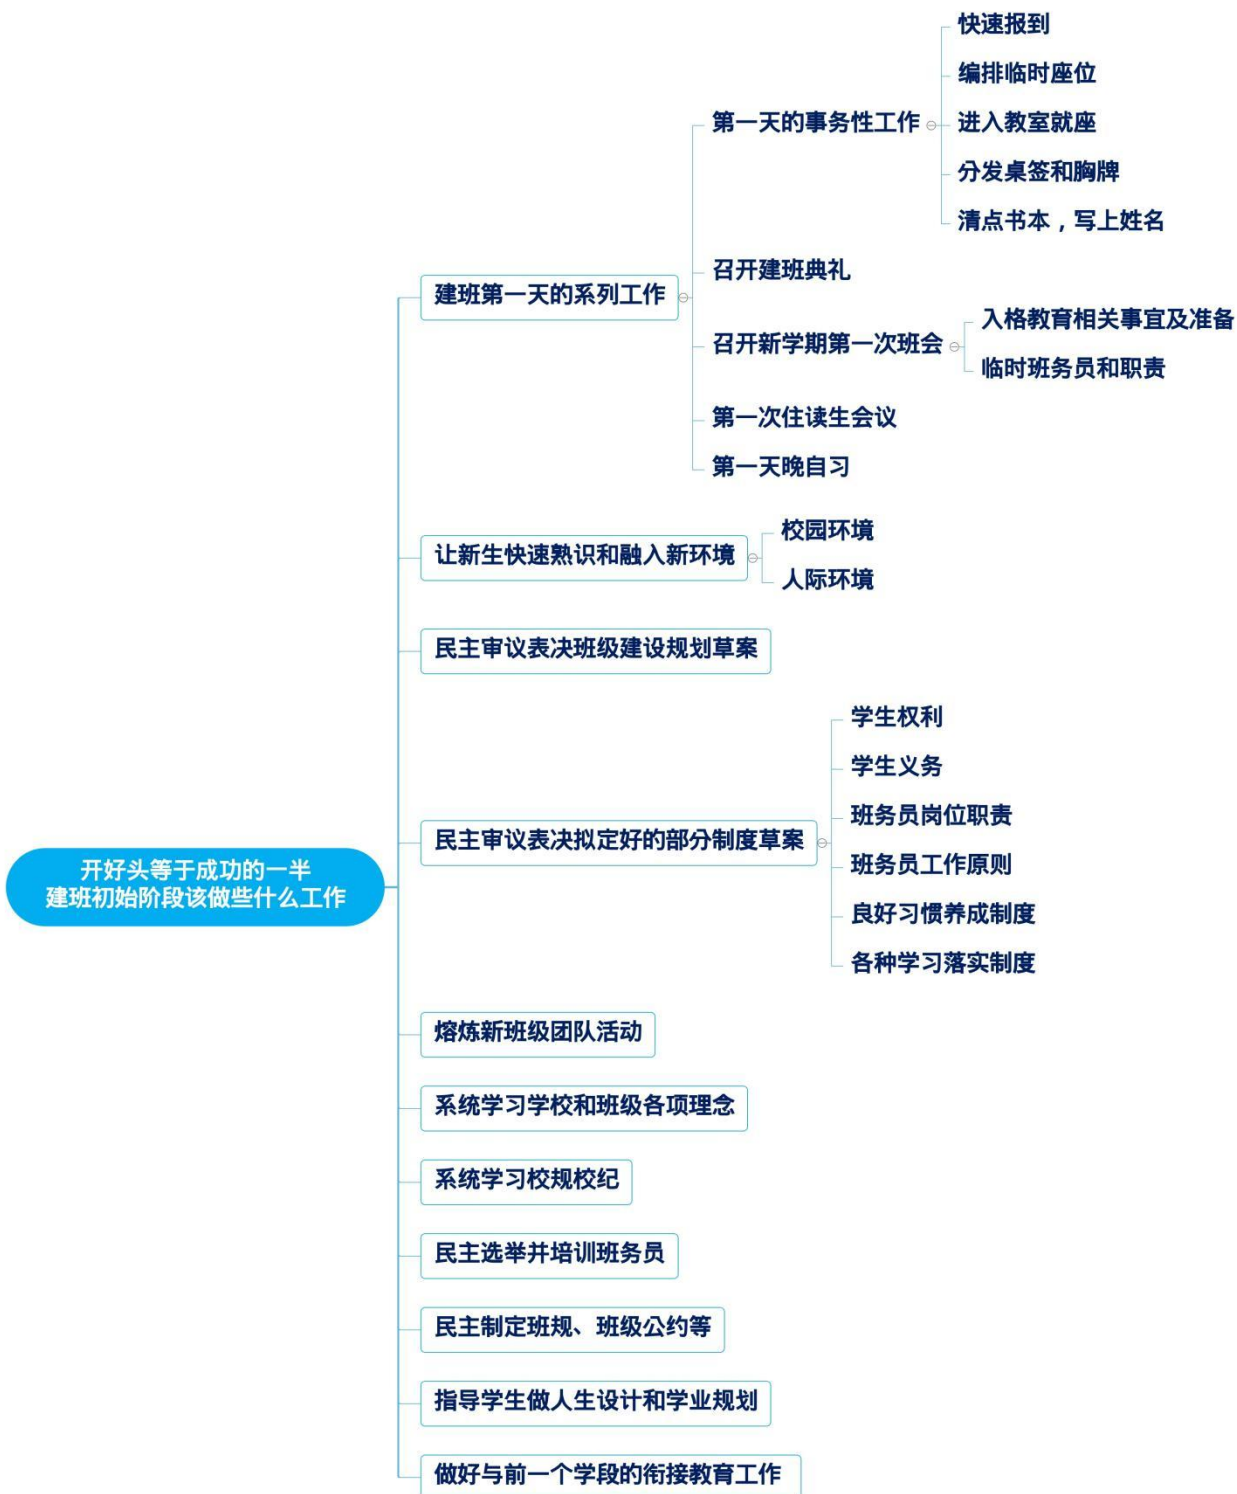 快速报到
编排临时座位
第一天的事务性工作
进入教室就座
分发桌签和胸牌
清点书本，写上姓名
建班第一天的系列工作
召开建班典礼
召开新学期第一次班会
入格教育相关事宜及准备
临时班务员和职责
第一次住读生会议
第一天晚自习
让新生快速熟识和融入新环境
校园环境
人际环境
民主审议表决班级建设规划草案
民主审议表决拟定好的部分制度草案
学生权利
学生义务
班务员岗位职责
班务员工作原则
良好习惯养成制度
各种学习落实制度
开好头等于成功的一半
建班初始阶段该做些什么工作
熔炼新班级团队活动
系统学习学校和班级各项理念
系统学习校规校纪
民主选举并培训班务员
民主制定班规、班级公约等
指导学生做人生设计和学业规划
做好与前一个学段的衔接教育工作